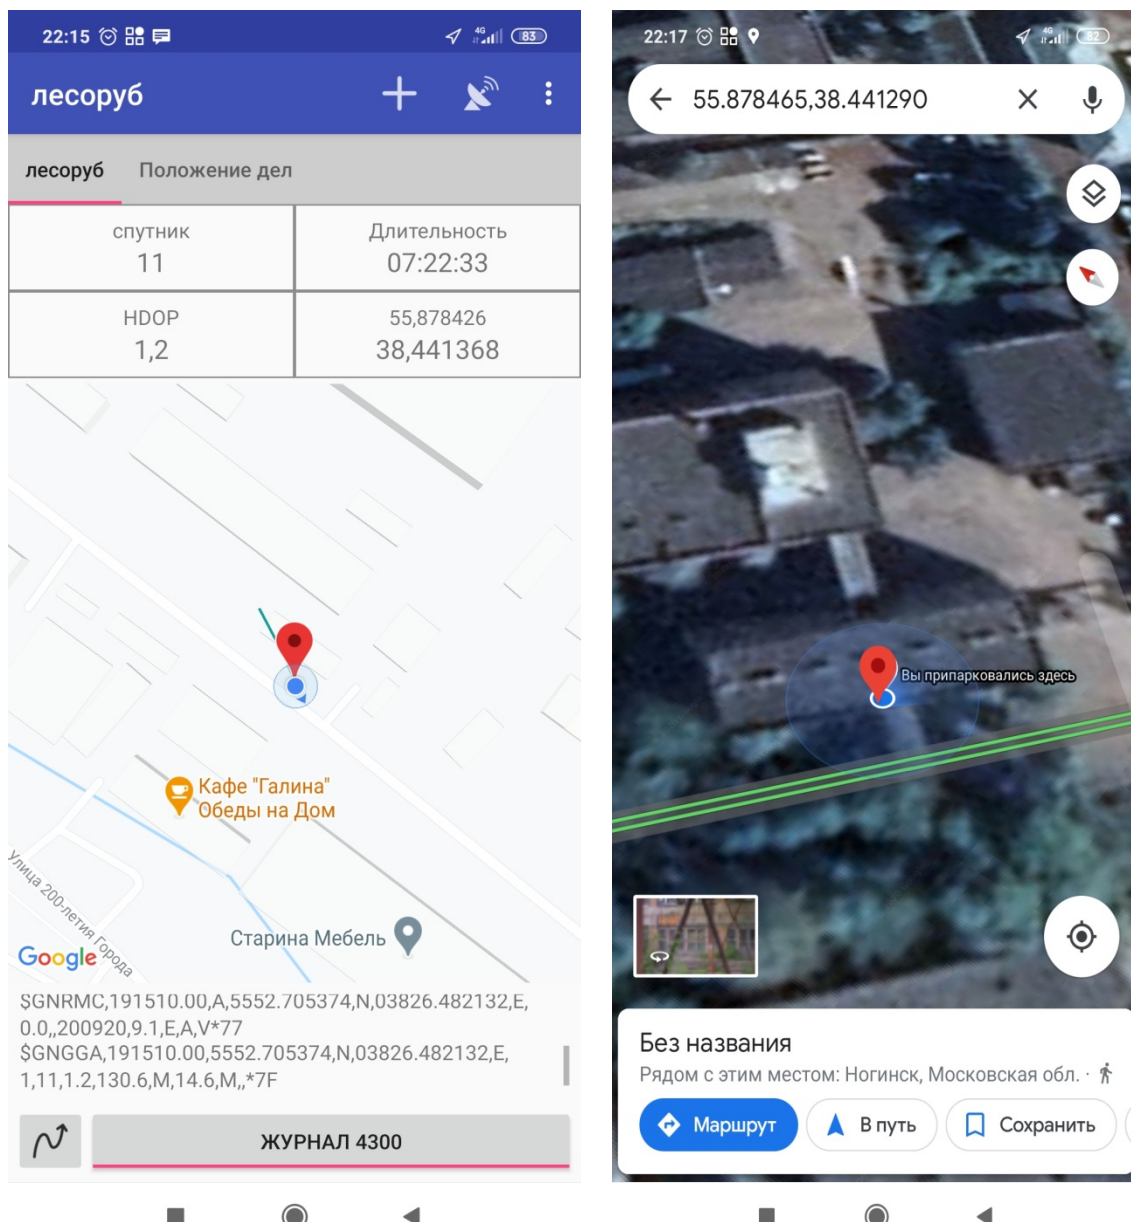 22:15
4G
83
лесоруб
лесоруб Положение дел
спутник
11
Длительность
07:22:33
HDOP
1,2
55,878426
38,441368
Кафе "Галина"
Обеды на Дом
Улица 200-летия Города
Старина Мебель
Google
$GNRMC,191510.00,A,5552.705374,N,03826.482132,E,
0.0,,200920,9.1,E,A,V*77
$GNGGA,191510.00,5552.705374,N,03826.482132,E,
1,11,1.2,130.6,M,14.6,M,,*7F
ЖУРНАЛ 4300
22:17
4G
82
55.878465,38.441290
Вы припарковались здесь
Без названия
Рядом с этим местом: Ногинск, Московская обл. ·
Маршрут
В путь
Сохранить